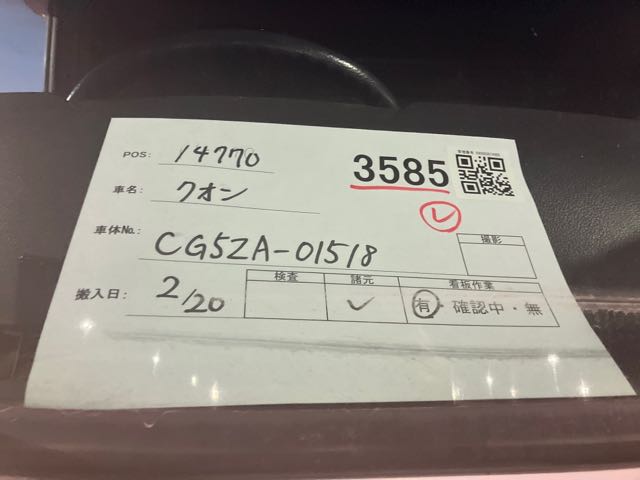 POS: 14770
3585
車名: クオン
レ
車体No.: CG5ZA-01518
撮影
搬入日: 2/20
検査 諸元 看板作業
✓ 有・確認中・無